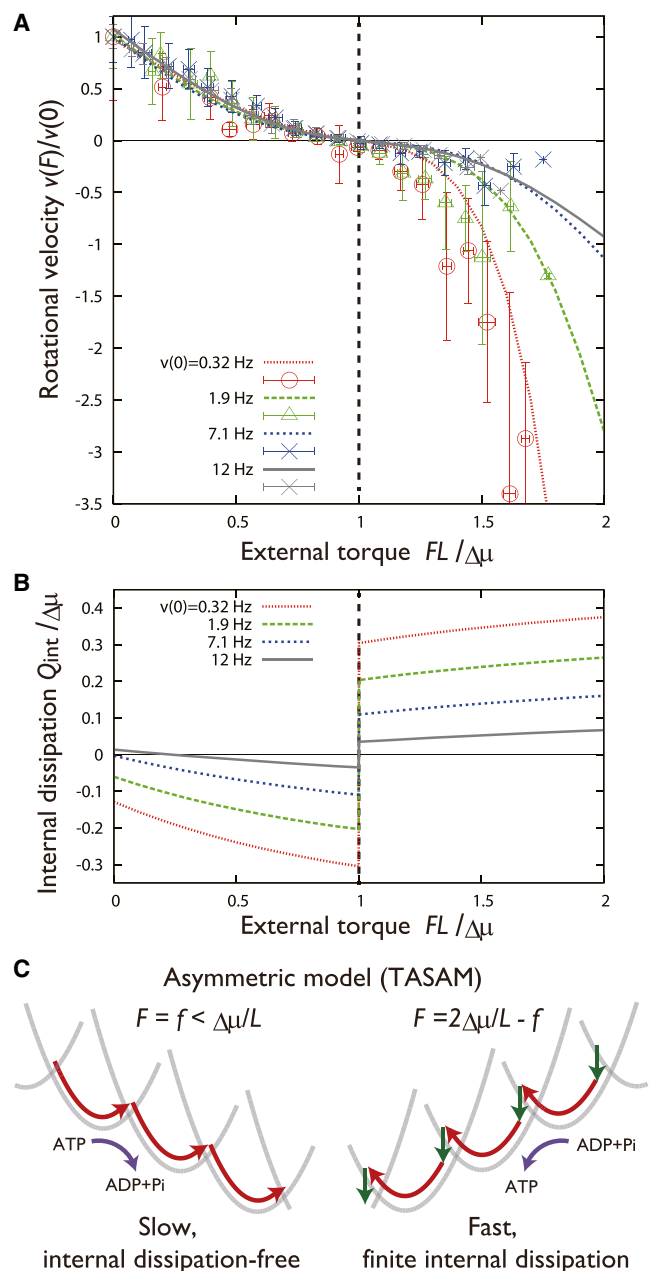 A
Rotational velocity v(F)/v(0)
1
0.5
0
-0.5
-1
-1.5
-2
-2.5
-3
-3.5
v(0)=0.32 Hz
1.9 Hz
7.1 Hz
12 Hz
0 0.5 1 1.5 2
External torque FL/Δμ
B
Internal dissipation Qint/Δμ
0.4
0.3
0.2
0.1
0
-0.1
-0.2
-0.3
v(0)=0.32 Hz
1.9 Hz
7.1 Hz
12 Hz
0 0.5 1 1.5 2
External torque FL/Δμ
C
Asymmetric model (TASAM)
F = f < Δμ/L
F =2Δμ/L - f
ATP
ADP+Pi
ADP+Pi
ATP
Slow,
internal dissipation-free
Fast,
finite internal dissipation